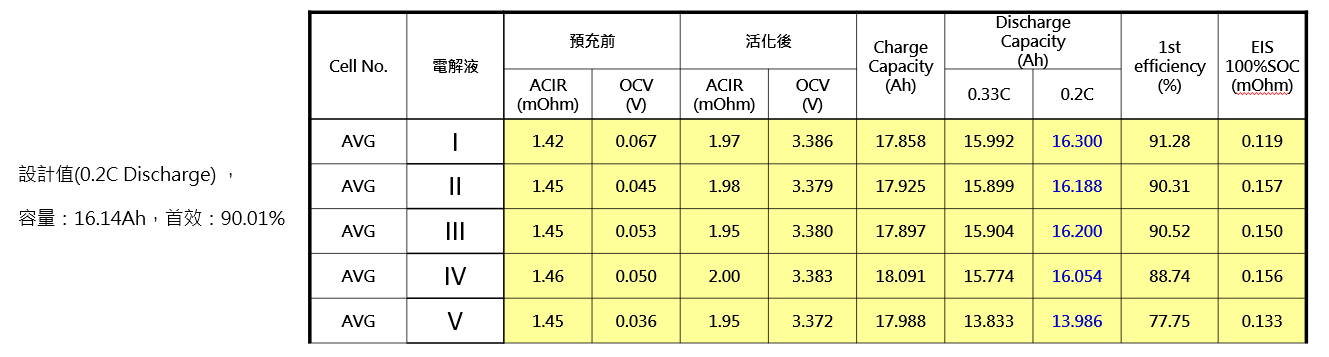 設計值(0.2C Discharge) ，
容量：16.14Ah，首效：90.01%
Cell No. 電解液 預充前 活化後 Charge Capacity (Ah) Discharge Capacity (Ah) 1st efficiency (%) EIS 100%SOC (mOhm)
ACIR (mOhm) OCV (V) ACIR (mOhm) OCV (V) 0.33C 0.2C
AVG I 1.42 0.067 1.97 3.386 17.858 15.992 16.300 91.28 0.119
AVG II 1.45 0.045 1.98 3.379 17.925 15.899 16.188 90.31 0.157
AVG III 1.45 0.053 1.95 3.380 17.897 15.904 16.200 90.52 0.150
AVG IV 1.46 0.050 2.00 3.383 18.091 15.774 16.054 88.74 0.156
AVG V 1.45 0.036 1.95 3.372 17.988 13.833 13.986 77.75 0.133